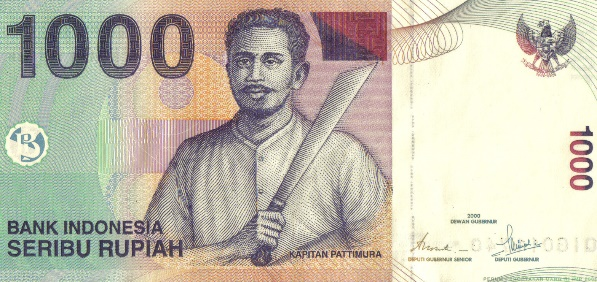 1000
BANK INDONESIA
SERIBU RUPIAH
KAPITAN PATTIMURA
1000
2000
DEWAN GUBERNUR
DEPUTI GUBERNUR SENIOR
DEPUTI GUBERNUR